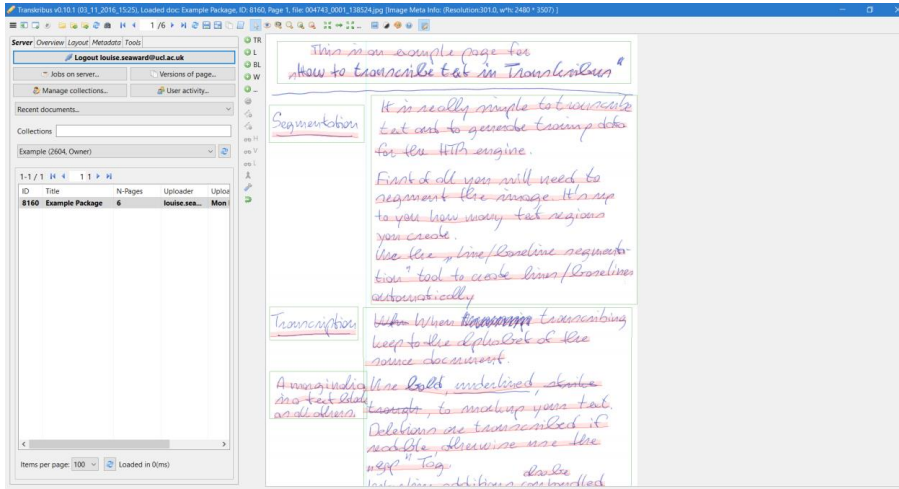 Transkribus v0.10.1 (03_11_2016_15:25), Loaded doc: Example Package, ID: 8160, Page 1, file: 004743_0001_138524.jpg [Image Meta Info: (Resolution:301.0, w*h: 2480 * 3507) ]
1 /6
Server Overview Layout Metadata Tools
Logout louise.seaward@ucl.ac.uk
Jobs on server... Versions of page...
Manage collections... User activity...
Recent documents...
Collections
Example (2604, Owner)
1-1 / 1 1 1
ID Title N-Pages Uploader Uploa
8160 Example Package 6 louise.sea... Mon
Items per page: 100 Loaded in 0(ms)
TR
L
BL
W
...
H
V
This is an example page for
"How to transcribe text in Transkribus"
Segmentation
It is really simple to transcribe
text and to generate training data
for the HTR engine.
First of all you will need to
segment the image. It's up
to you how many text regions
you create.
Use the "line/baseline segmenta-
tion" tool to create lines/baselines
automatically
Transcription
When When transcribing
keep to the alphabet of the
source document.
A marginalia
is a text block
as all others.
Use bold, underlined, strike
through, to markup your text.
Deletions are transcribed if
readable, otherwise use the
"gap" Tag
also be
additions can handled